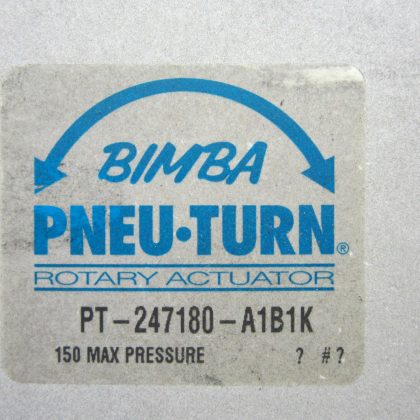 BIMBA
PNEU•TURN®
ROTARY ACTUATOR
PT-247180-A1B1K
150 MAX PRESSURE ? #?